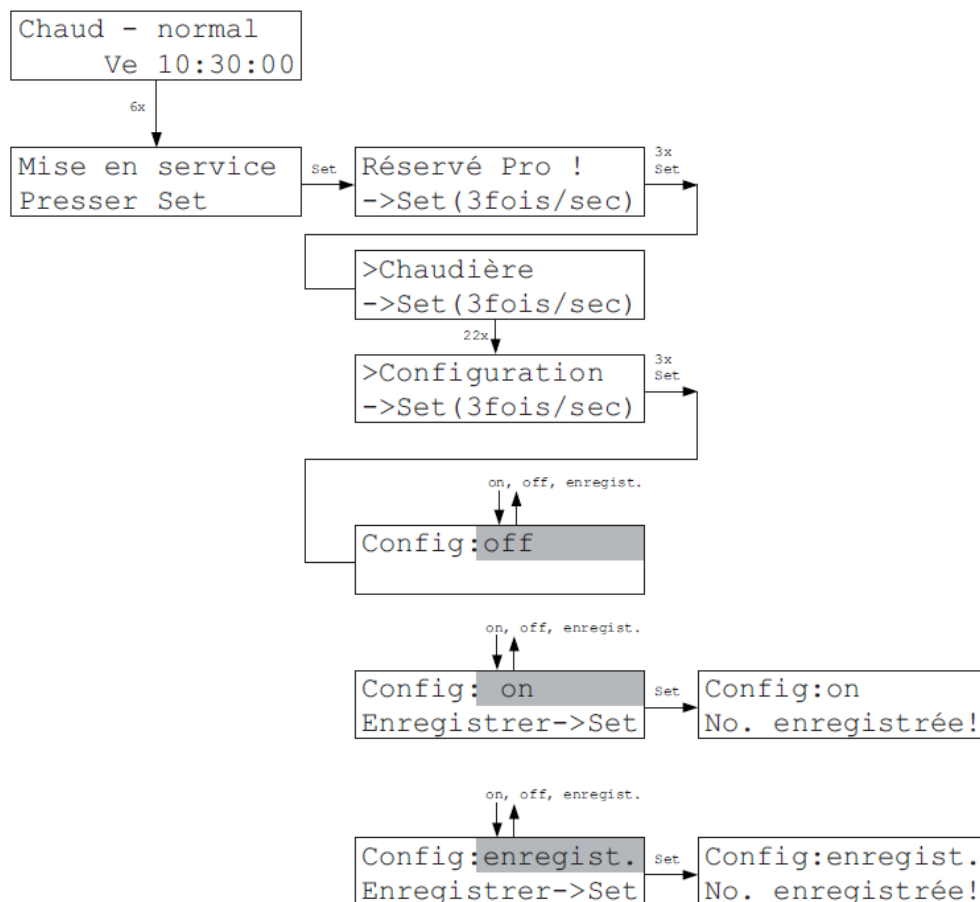 Chaud - normal
Ve 10:30:00
6x
Mise en service
Presser Set
Set
Réservé Pro !
->Set(3fois/sec)
3x
Set
>Chaudière
->Set(3fois/sec)
22x
>Configuration
->Set(3fois/sec)
3x
Set
on, off, enregist.
Config:off
on, off, enregist.
Config: on
Enregistrer->Set
Set
Config:on
No. enregistrée!
on, off, enregist.
Config:enregist.
Enregistrer->Set
Set
Config:enregist.
No. enregistrée!